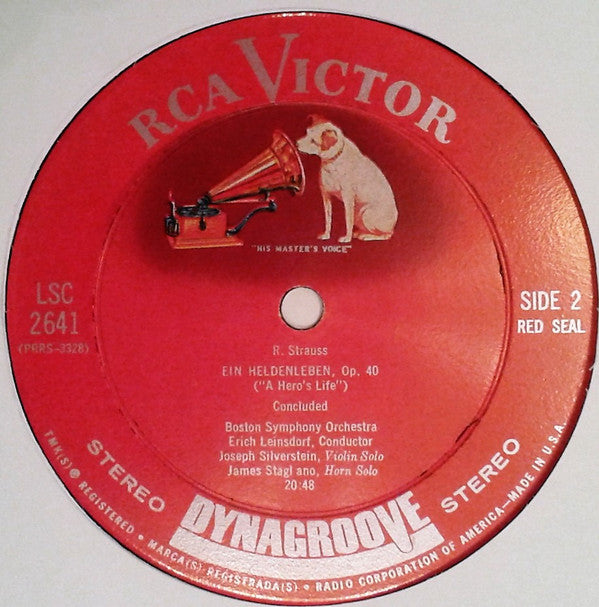 RCA VICTOR
"HIS MASTER'S VOICE"
LSC
2641
(PRRS-3328)
SIDE 2
RED SEAL
R. Strauss
EIN HELDENLEBEN, Op. 40
("A Hero's Life")
Concluded
Boston Symphony Orchestra
Erich Leinsdorf, Conductor
Joseph Silverstein, Violin Solo
James Stagl ano, Horn Solo
20:48
STEREO
DYNAGROOVE
STEREO
TMK(S) ® REGISTERED • MARCA(S) REGISTRADA(S) • RADIO CORPORATION OF AMERICA—MADE IN U.S.A.